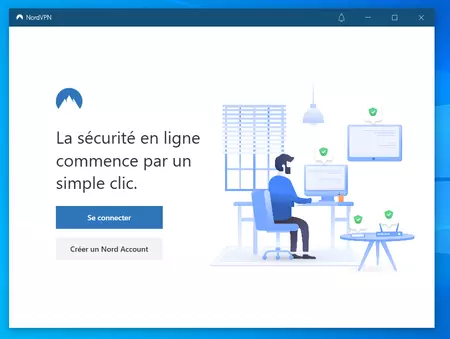 NordVPN
La sécurité en ligne
commence par un
simple clic.
Se connecter
Créer un Nord Account